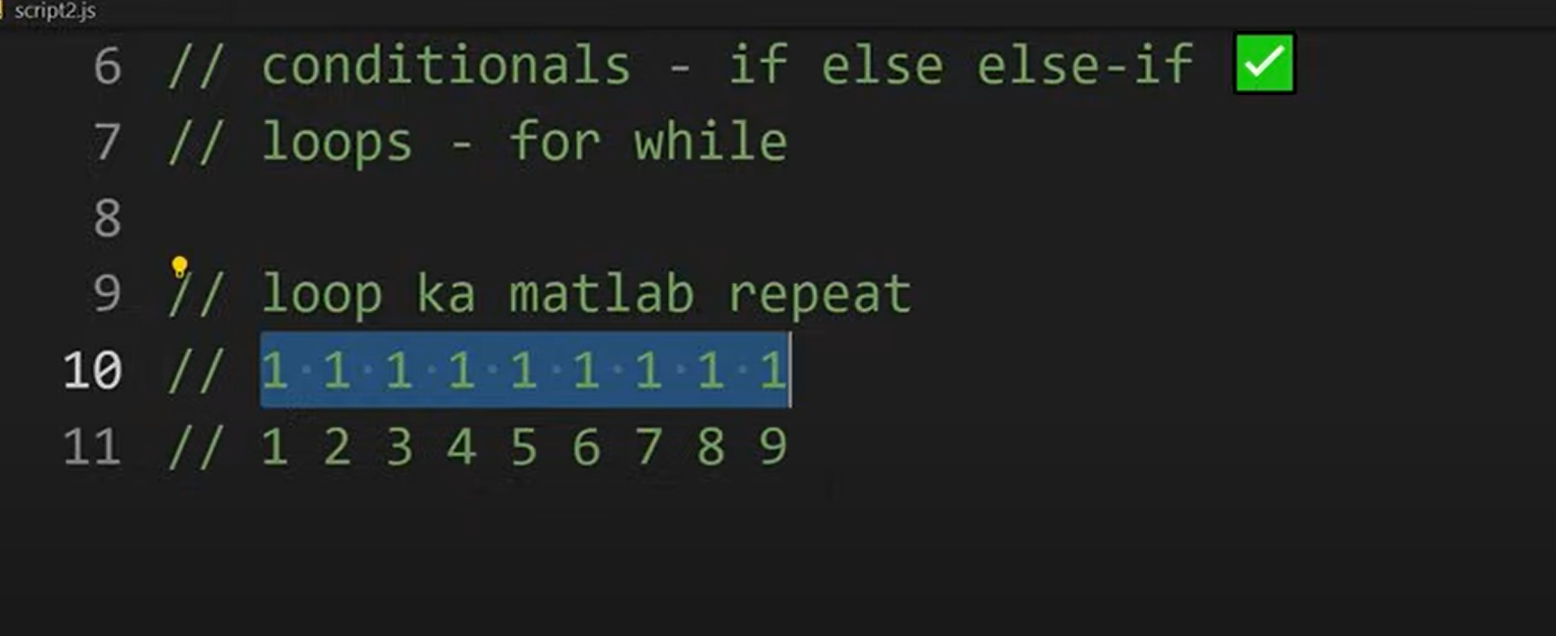 script2.js
6 // conditionals - if else else-if ✅
7 // loops - for while
8
9 // loop ka matlab repeat
10 // 1 1 1 1 1 1 1 1 1
11 // 1 2 3 4 5 6 7 8 9